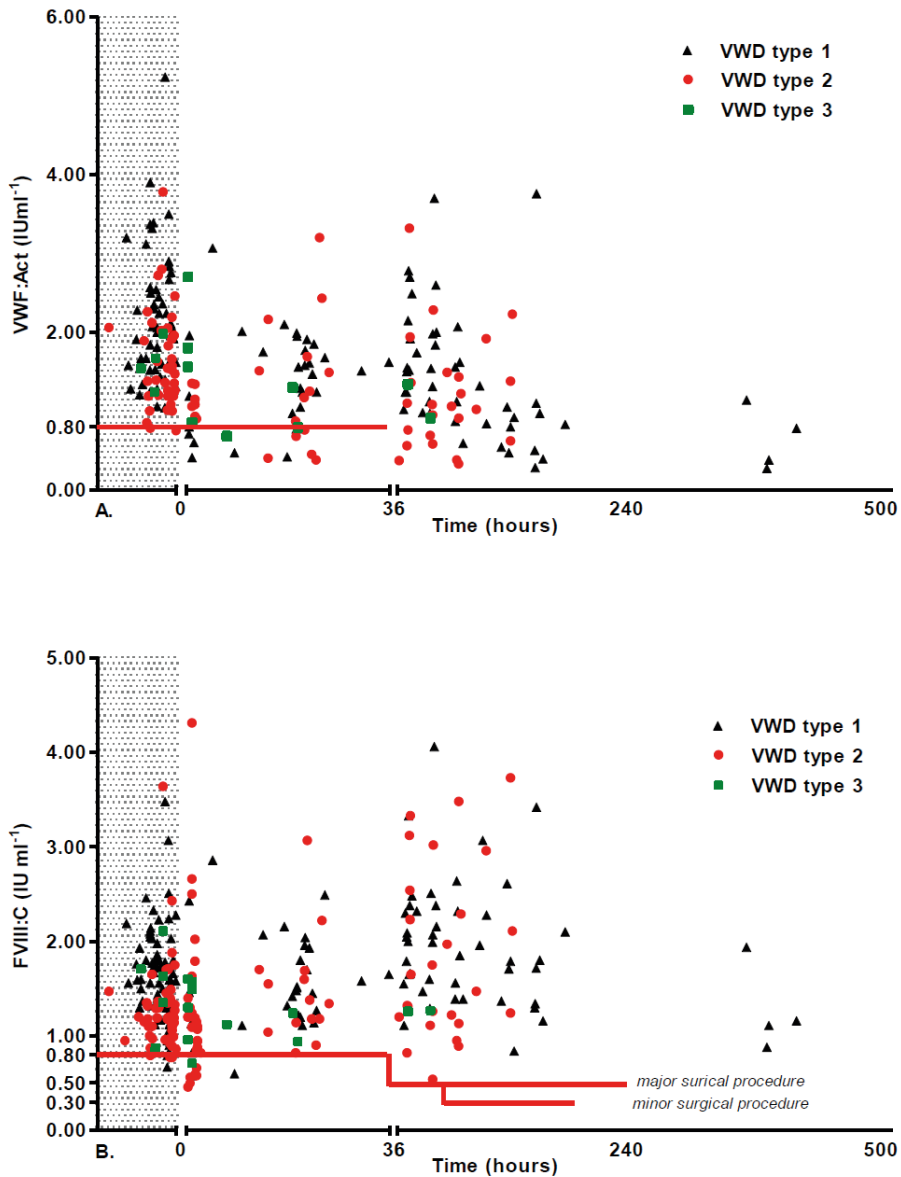 6.00
VWD type 1
VWD type 2
VWD type 3
4.00
VWF:Act (IUml-1)
2.00
0.80
0.00
A.
0 36 240 500
Time (hours)
5.00
VWD type 1
VWD type 2
VWD type 3
4.00
3.00
FVIII:C (IU ml-1)
2.00
1.00
0.80
0.50
major surical procedure
0.30
minor surgical procedure
0.00
B.
0 36 240 500
Time (hours)